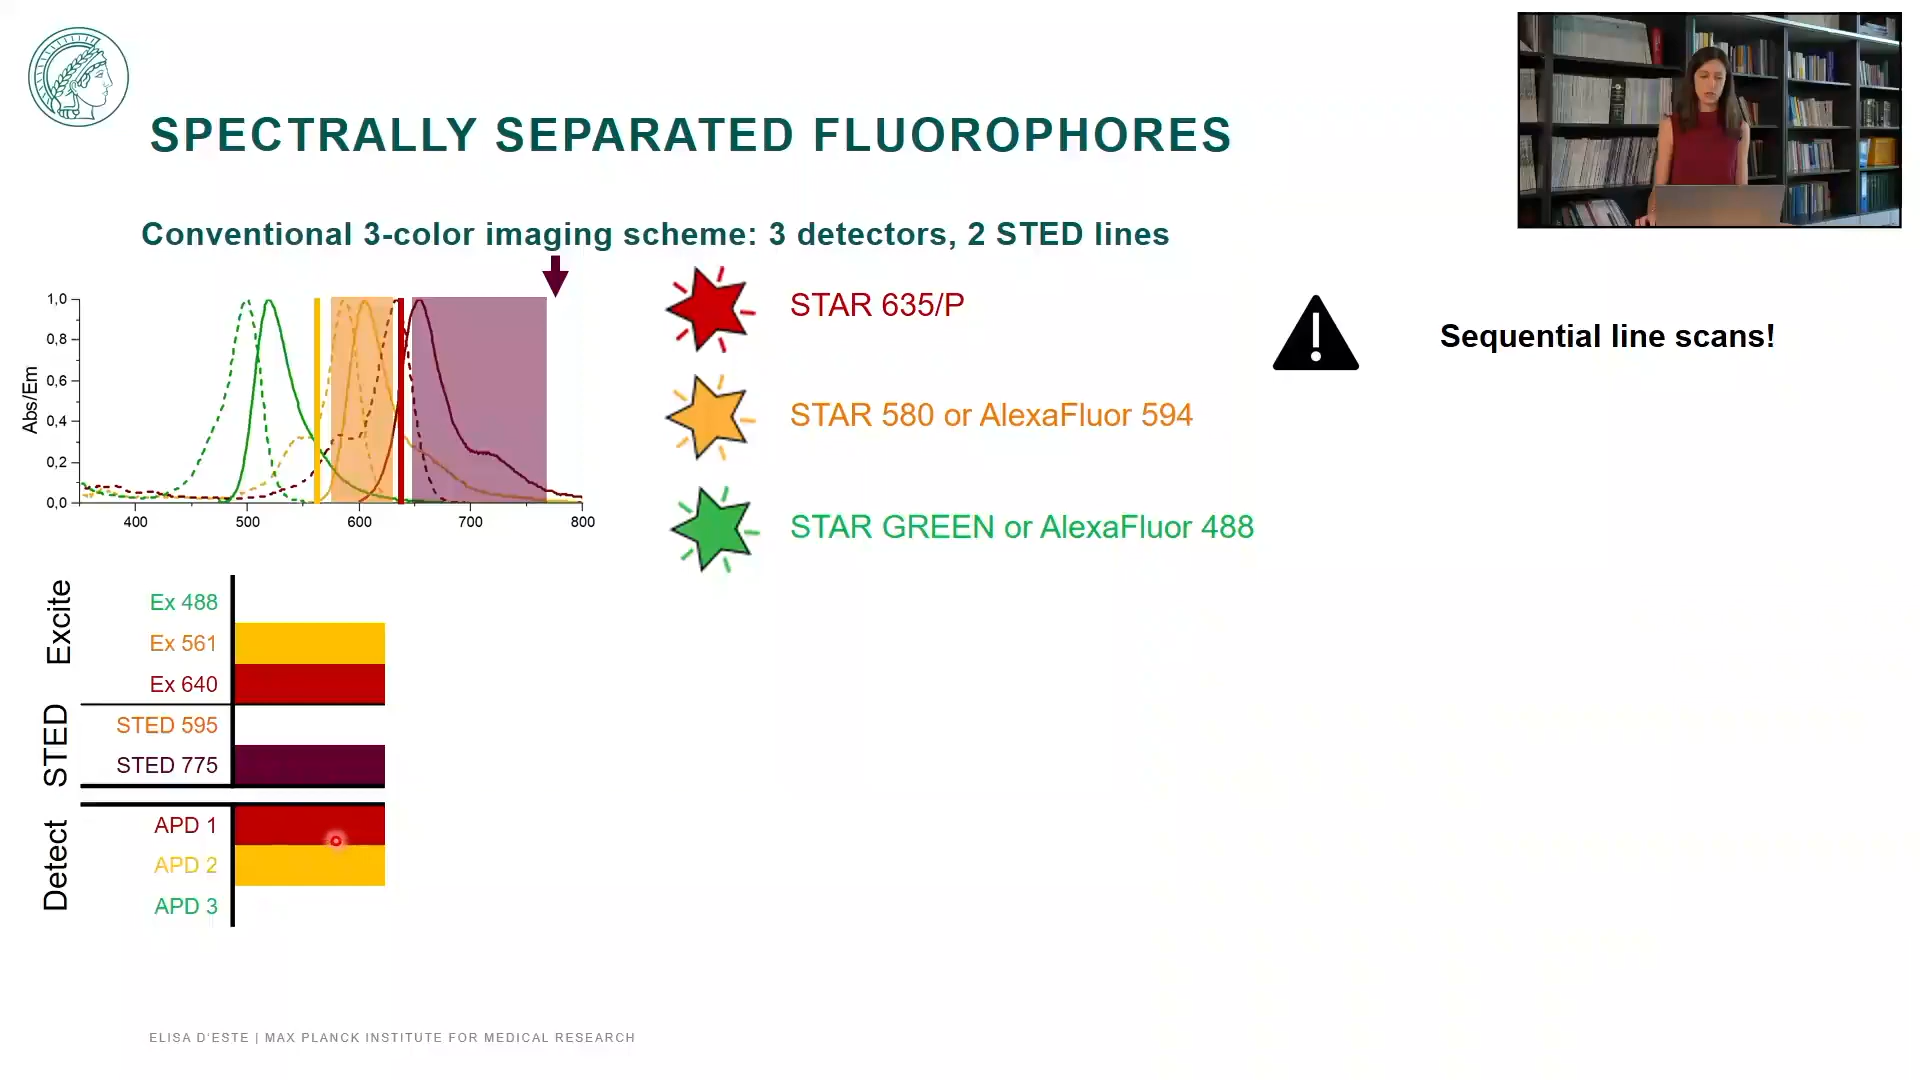 SPECTRALLY SEPARATED FLUOROPHORES
Conventional 3-color imaging scheme: 3 detectors, 2 STED lines
Abs/Em
1,0
0,8
0,6
0,4
0,2
0,0
400 500 600 700 800
STAR 635/P
STAR 580 or AlexaFluor 594
STAR GREEN or AlexaFluor 488
Sequential line scans!
Excite
Ex 488
Ex 561
Ex 640
STED
STED 595
STED 775
Detect
APD 1
APD 2
APD 3
ELISA D'ESTE | MAX PLANCK INSTITUTE FOR MEDICAL RESEARCH